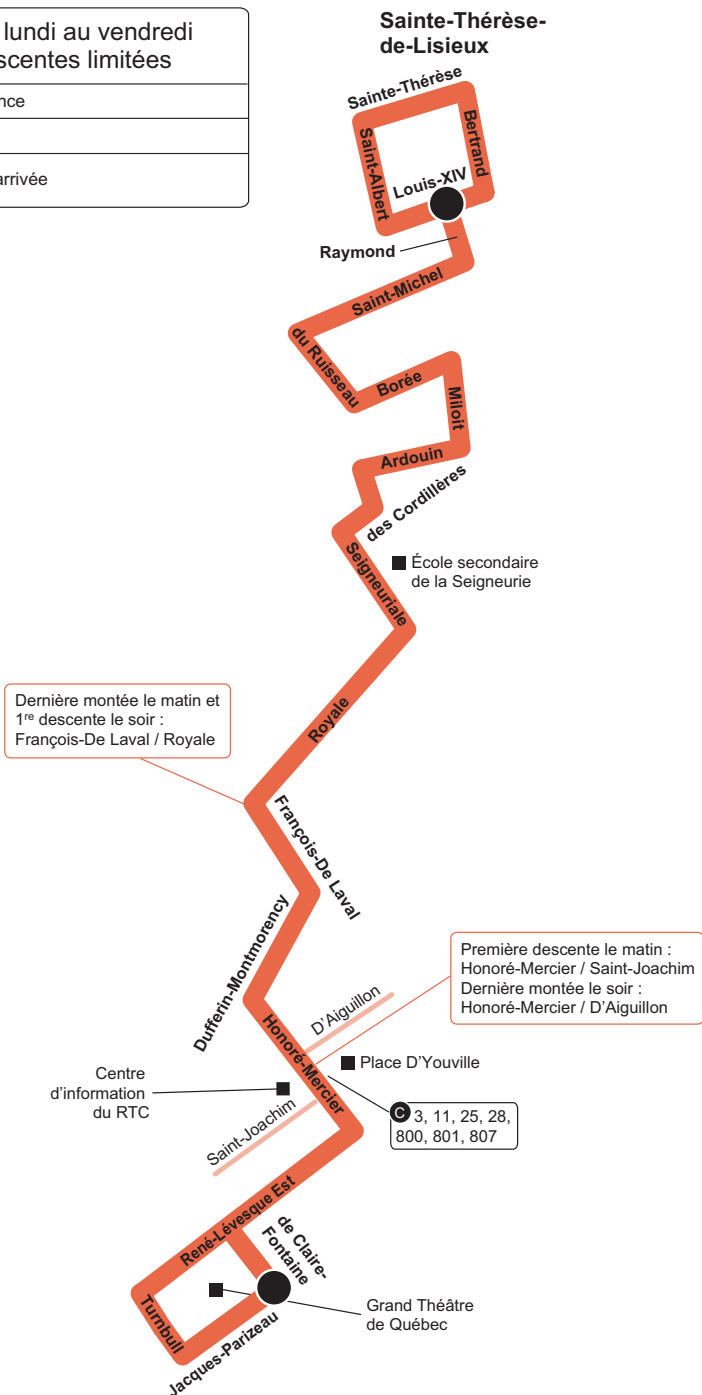 lundi au vendredi
scentes limitées
nce
arrivée
Sainte-Thérèse-
de-Lisieux
Sainte-Thérèse
Saint-Albert
Bertrand
Louis-XIV
Raymond
Saint-Michel
du Ruisseau
Borée
Miloit
Ardouin
des Cordillères
Seigneuriale
École secondaire
de la Seigneurie
Royale
Dernière montée le matin et
1re descente le soir :
François-De Laval / Royale
François-De Laval
Dufferin-Montmorency
Première descente le matin :
Honoré-Mercier / Saint-Joachim
Dernière montée le soir :
Honoré-Mercier / D'Aiguillon
D'Aiguillon
Honoré-Mercier
Place D'Youville
Centre
d'information
du RTC
Saint-Joachim
C 3, 11, 25, 28,
800, 801, 807
René-Lévesque Est
de Claire-
Fontaine
Turnbull
Jacques-Parizeau
Grand Théâtre
de Québec